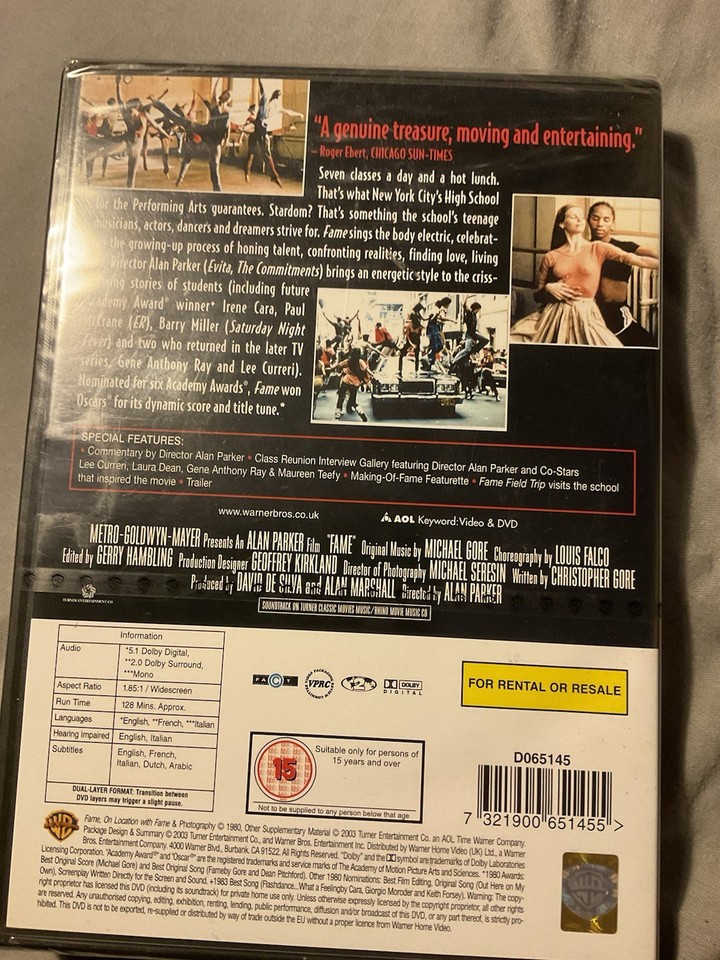 "A genuine treasure, moving and entertaining."
– Roger Ebert, CHICAGO SUN-TIMES
Seven classes a day and a hot lunch.
That's what New York City's High School
for the Performing Arts guarantees. Stardom? That's something the school's teenage
musicians, actors, dancers and dreamers strive for. Fame sings the body electric, celebrat-
the growing-up process of honing talent, confronting realities, finding love, living
Director Alan Parker (Evita, The Commitments) brings an energetic style to the criss-
ing stories of students (including future
Academy Award® winner+ Irene Cara, Paul
McCrane (ER), Barry Miller (Saturday Night
Fever) and two who returned in the later TV
series, Gene Anthony Ray and Lee Curreri).
Nominated for six Academy Awards®, Fame won
Oscars® for its dynamic score and title tune.*
SPECIAL FEATURES:
• Commentary by Director Alan Parker • Class Reunion Interview Gallery featuring Director Alan Parker and Co-Stars
Lee Curreri, Laura Dean, Gene Anthony Ray & Maureen Teefy • Making-Of-Fame Featurette • Fame Field Trip visits the school
that inspired the movie • Trailer
www.warnerbros.co.uk AOL Keyword: Video & DVD
METRO-GOLDWYN-MAYER Presents An ALAN PARKER Film "FAME" Original Music by MICHAEL GORE Choreography by LOUIS FALCO
Edited by GERRY HAMBLING Production Designer GEOFFREY KIRKLAND Director of Photography MICHAEL SERESIN Written by CHRISTOPHER GORE
Produced by DAVID DE SILVA and ALAN MARSHALL Directed by ALAN PARKER
TURNER ENTERTAINMENT CO
SOUNDTRACK ON TURNER CLASSIC MOVIES MUSIC/RHINO MOVIE MUSIC CD
Information
Audio *5.1 Dolby Digital,
**2.0 Dolby Surround,
***Mono
Aspect Ratio 1.85:1 / Widescreen
Run Time 128 Mins. Approx.
Languages *English, **French, ***Italian
Hearing Impaired English, Italian
Subtitles English, French,
Italian, Dutch, Arabic
DUAL-LAYER FORMAT: Transition between
DVD layers may trigger a slight pause.
FACT
VPRC
2
DOLBY
DIGITAL
FOR RENTAL OR RESALE
15
Suitable only for persons of
15 years and over
Not to be supplied to any person below that age
D065145
7 321900 651455 >
Fame, On Location with Fame & Photography © 1980, Other Supplementary Material © 2003 Turner Entertainment Co. an AOL Time Warner Company.
Package Design & Summary © 2003 Turner Entertainment Co., and Warner Bros. Entertainment Inc. Distributed by Warner Home Video (UK) Ltd., a Warner
Bros. Entertainment Company. 4000 Warner Blvd., Burbank, CA 91522. All Rights Reserved. "Dolby" and the DD symbol are trademarks of Dolby Laboratories
Licensing Corporation. "Academy Award®" and "Oscar®" are the registered trademarks and service marks of The Academy of Motion Picture Arts and Sciences. *1980 Awards:
Best Original Score (Michael Gore) and Best Original Song (Fame by Gore and Dean Pitchford). Other 1980 Nominations: Best Film Editing, Original Song (Out Here on My
Own), Screenplay Written Directly for the Screen and Sound. +1983 Best Song (Flashdance...What a Feeling by Cara, Giorgio Moroder and Keith Forsey). Warning: The copy-
right proprietor has licensed this DVD (including its soundtrack) for private home use only. Unless otherwise expressly licensed by the copyright proprietor, all other rights
are reserved. Any unauthorised copying, editing, exhibition, renting, lending, public performance, diffusion and/or broadcast of this DVD, or any part thereof, is strictly pro-
hibited. This DVD is not to be exported, re-supplied or distributed by way of trade outside the EU without a proper licence from Warner Home Video.